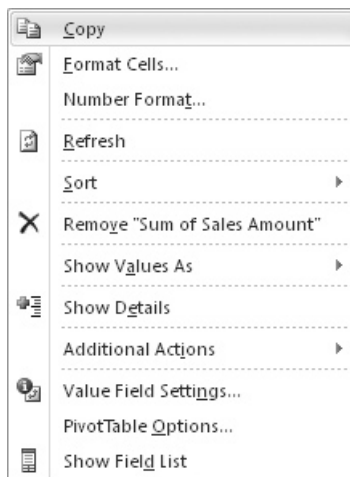 Copy
Format Cells...
Number Format...
Refresh
Sort
Remove "Sum of Sales Amount"
Show Values As
Show Details
Additional Actions
Value Field Settings...
PivotTable Options...
Show Field List